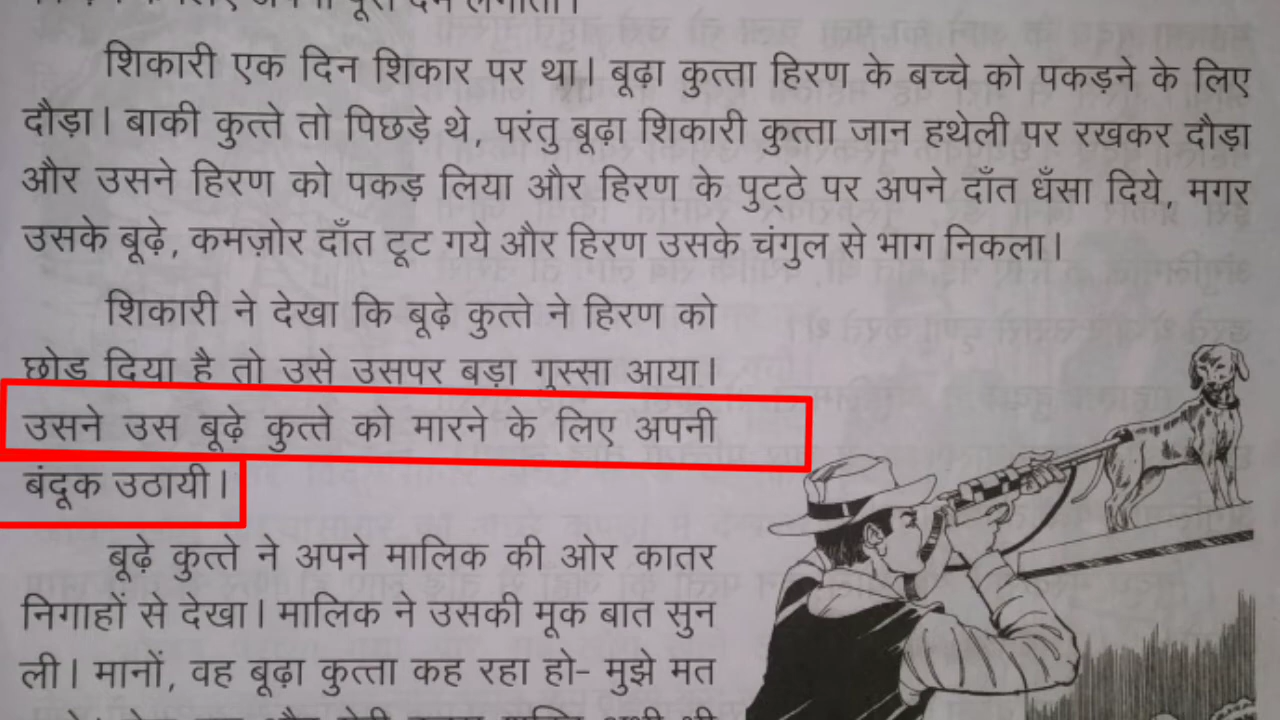 शिकारी एक दिन शिकार पर था। बूढ़ा कुत्ता हिरण के बच्चे को पकड़ने के लिए
दौड़ा। बाकी कुत्ते तो पिछड़े थे, परंतु बूढ़ा शिकारी कुत्ता जान हथेली पर रखकर दौड़ा
और उसने हिरण को पकड़ लिया और हिरण के पुट्ठे पर अपने दाँत धँसा दिये, मगर
उसके बूढ़े, कमज़ोर दाँत टूट गये और हिरण उसके चंगुल से भाग निकला।
शिकारी ने देखा कि बूढ़े कुत्ते ने हिरण को
छोड़ दिया है तो उसे उसपर बड़ा गुस्सा आया।
उसने उस बूढ़े कुत्ते को मारने के लिए अपनी
बंदूक उठायी।
बूढ़े कुत्ते ने अपने मालिक की ओर कातर
निगाहों से देखा। मालिक ने उसकी मूक बात सुन
ली। मानों, वह बूढ़ा कुत्ता कह रहा हो- मुझे मत